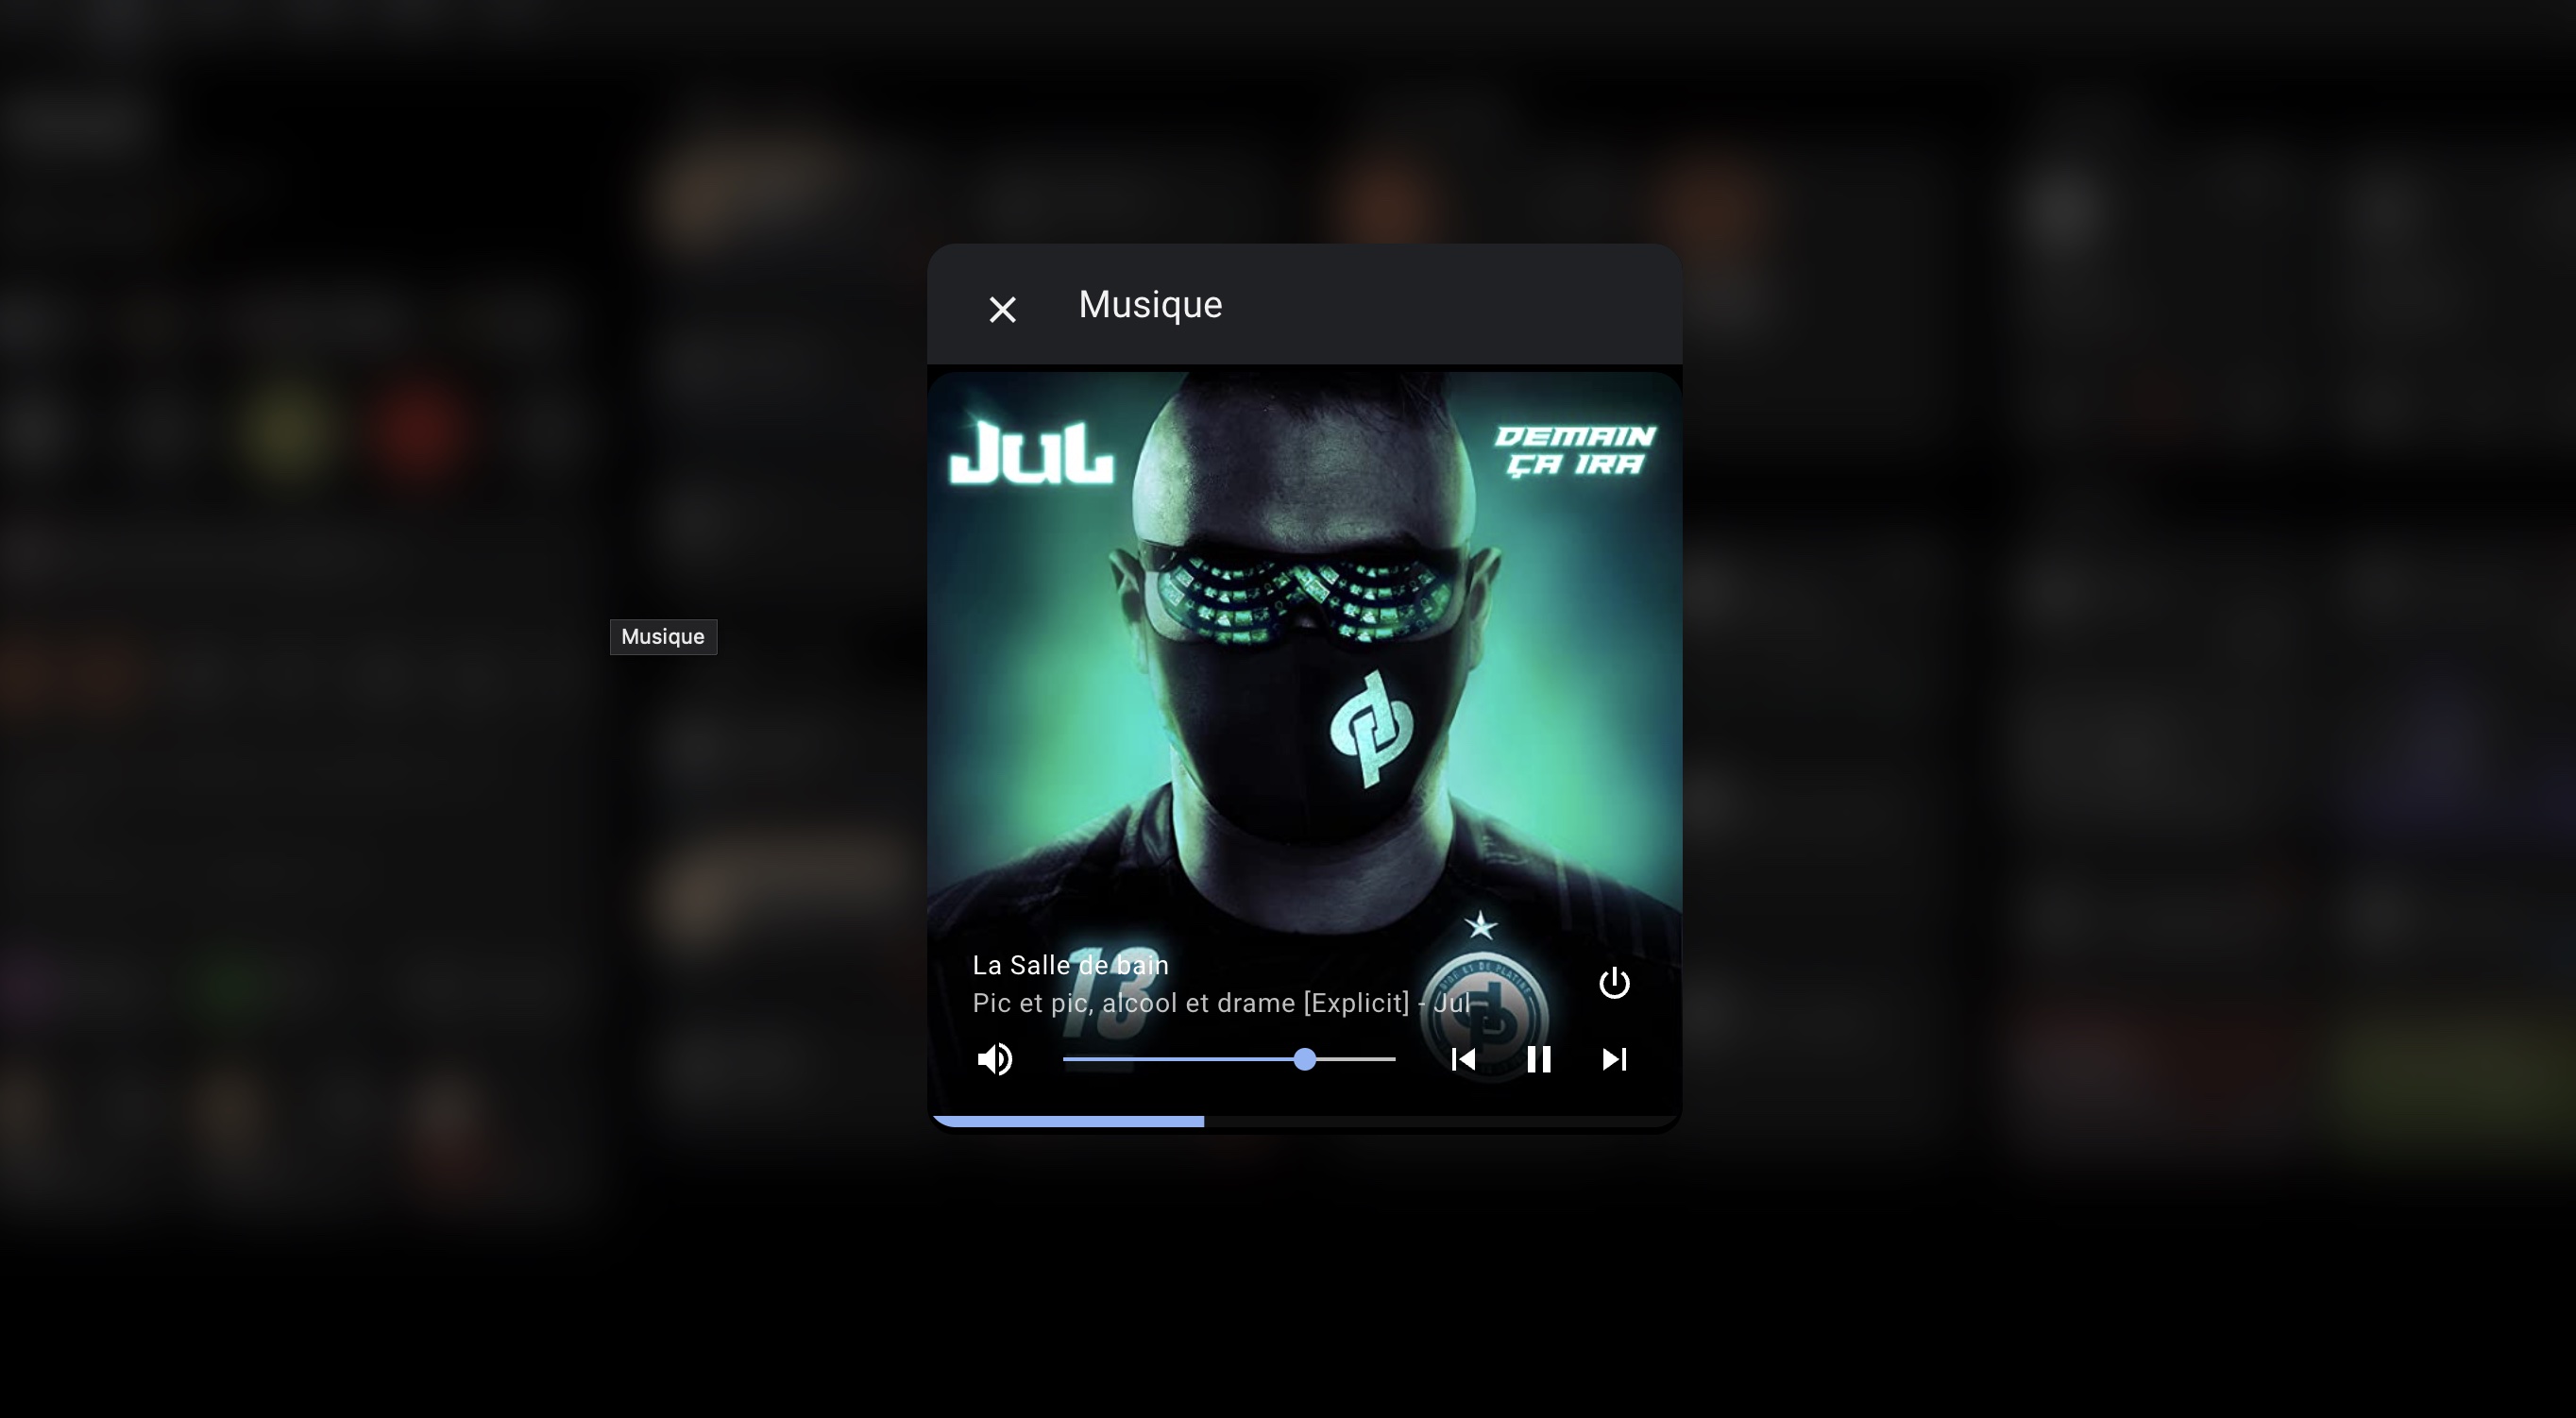 Musique
JUL
DEMAIN
ÇA IRA
Musique
13
La Salle de bain
Pic et pic, alcool et drame [Explicit] - Jul